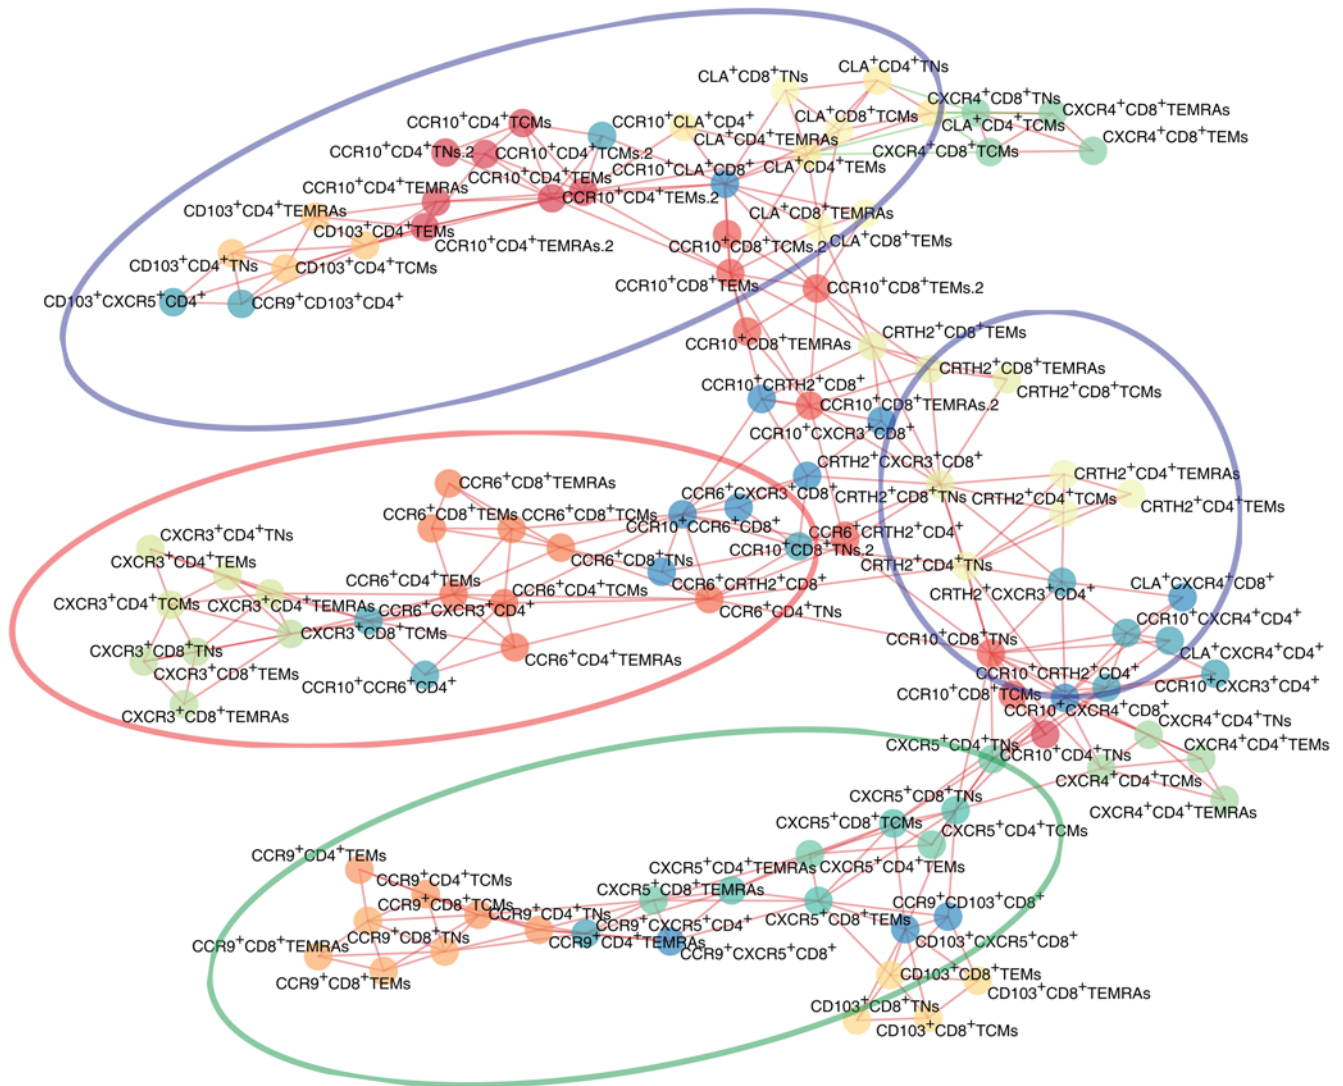 CLA⁺CD4⁺TNs
CLA⁺CD8⁺TNs
CXCR4⁺CD8⁺TNs
CXCR4⁺CD8⁺TEMRAs
CLA⁺CD8⁺TCMs
CCR10⁺CD4⁺TCMs
CCR10⁺CLA⁺CD4⁺
CLA⁺CD4⁺TCMs
CXCR4⁺CD8⁺TEMs
CLA⁺CD4⁺TEMRAs
CCR10⁺CD4⁺TNs.2
CCR10⁺CD4⁺TCMs.2
CXCR4⁺CD8⁺TCMs
CCR10⁺CLA⁺CD8⁺
CLA⁺CD4⁺TEMs
CCR10⁺CD4⁺TEMs
CCR10⁺CD4⁺TEMRAs
CCR10⁺CD4⁺TEMs.2
CD103⁺CD4⁺TEMRAs
CLA⁺CD8⁺TEMRAs
CD103⁺CD4⁺TEMs
CCR10⁺CD4⁺TEMRAs.2
CCR10⁺CD8⁺TCMs.2
CLA⁺CD8⁺TEMs
CD103⁺CD4⁺TNs
CD103⁺CD4⁺TCMs
CCR10⁺CD8⁺TEMs
CCR10⁺CD8⁺TEMs.2
CD103⁺CXCR5⁺CD4⁺
CCR9⁺CD103⁺CD4⁺
CRTH2⁺CD8⁺TEMs
CCR10⁺CD8⁺TEMRAs
CRTH2⁺CD8⁺TEMRAs
CCR10⁺CRTH2⁺CD8⁺
CRTH2⁺CD8⁺TCMs
CCR10⁺CD8⁺TEMRAs.2
CCR10⁺CXCR3⁺CD8⁺
CRTH2⁺CXCR3⁺CD8⁺
CRTH2⁺CD4⁺TEMRAs
CCR6⁺CD8⁺TEMRAs
CCR6⁺CXCR3⁺CD8⁺
CRTH2⁺CD8⁺TNs
CRTH2⁺CD4⁺TCMs
CRTH2⁺CD4⁺TEMs
CCR6⁺CD8⁺TEMs
CCR6⁺CD8⁺TCMs
CCR10⁺CCR6⁺CD8⁺
CCR6⁺CRTH2⁺CD4⁺
CXCR3⁺CD4⁺TNs
CCR10⁺CD8⁺TNs.2
CXCR3⁺CD4⁺TEMs
CCR6⁺CD8⁺TNs
CRTH2⁺CD4⁺TNs
CCR6⁺CD4⁺TEMs
CCR6⁺CRTH2⁺CD8⁺
CLA⁺CXCR4⁺CD8⁺
CCR6⁺CD4⁺TCMs
CRTH2⁺CXCR3⁺CD4⁺
CXCR3⁺CD4⁺TCMs
CXCR3⁺CD4⁺TEMRAs
CCR6⁺CXCR3⁺CD4⁺
CCR6⁺CD4⁺TNs
CCR10⁺CXCR4⁺CD4⁺
CXCR3⁺CD8⁺TCMs
CCR10⁺CD8⁺TNs
CXCR3⁺CD8⁺TNs
CCR6⁺CD4⁺TEMRAs
CLA⁺CXCR4⁺CD4⁺
CXCR3⁺CD8⁺TEMs
CCR10⁺CRTH2⁺CD4⁺
CCR10⁺CCR6⁺CD4⁺
CCR10⁺CXCR3⁺CD4⁺
CCR10⁺CD8⁺TCMs
CXCR3⁺CD8⁺TEMRAs
CCR10⁺CXCR4⁺CD8⁺
CXCR4⁺CD4⁺TNs
CXCR5⁺CD4⁺TNs
CCR10⁺CD4⁺TNs
CXCR4⁺CD4⁺TEMs
CXCR4⁺CD4⁺TCMs
CXCR5⁺CD8⁺TNs
CXCR4⁺CD4⁺TEMRAs
CXCR5⁺CD8⁺TCMs
CXCR5⁺CD4⁺TCMs
CCR9⁺CD4⁺TEMs
CXCR5⁺CD4⁺TEMRAs
CXCR5⁺CD4⁺TEMs
CCR9⁺CD4⁺TCMs
CXCR5⁺CD8⁺TEMRAs
CCR9⁺CD8⁺TCMs
CCR9⁺CD103⁺CD8⁺
CCR9⁺CD4⁺TNs
CXCR5⁺CD8⁺TEMs
CCR9⁺CXCR5⁺CD4⁺
CCR9⁺CD8⁺TNs
CCR9⁺CD4⁺TEMRAs
CD103⁺CXCR5⁺CD8⁺
CCR9⁺CD8⁺TEMRAs
CCR9⁺CXCR5⁺CD8⁺
CD103⁺CD8⁺TEMs
CCR9⁺CD8⁺TEMs
CD103⁺CD8⁺TEMRAs
CD103⁺CD8⁺TNs
CD103⁺CD8⁺TCMs